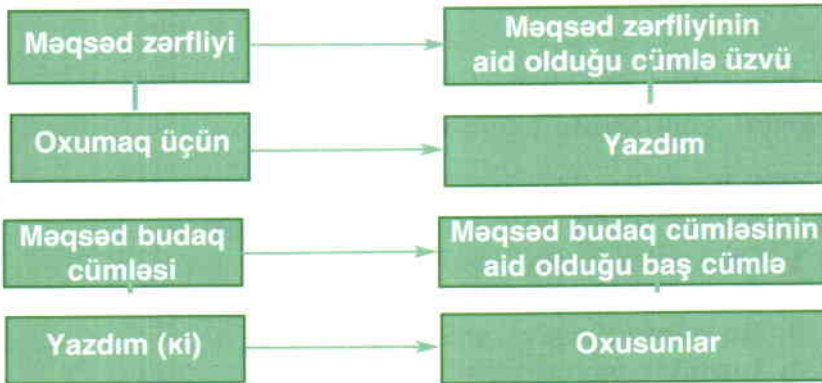 Məqsəd zərfliyi
Məqsəd zərfliyinin
aid olduğu cümlə üzvü
Oxumaq üçün
Yazdım
Məqsəd budaq
cümləsi
Məqsəd budaq cümləsinin
aid olduğu baş cümlə
Yazdım (ki)
Oxusunlar